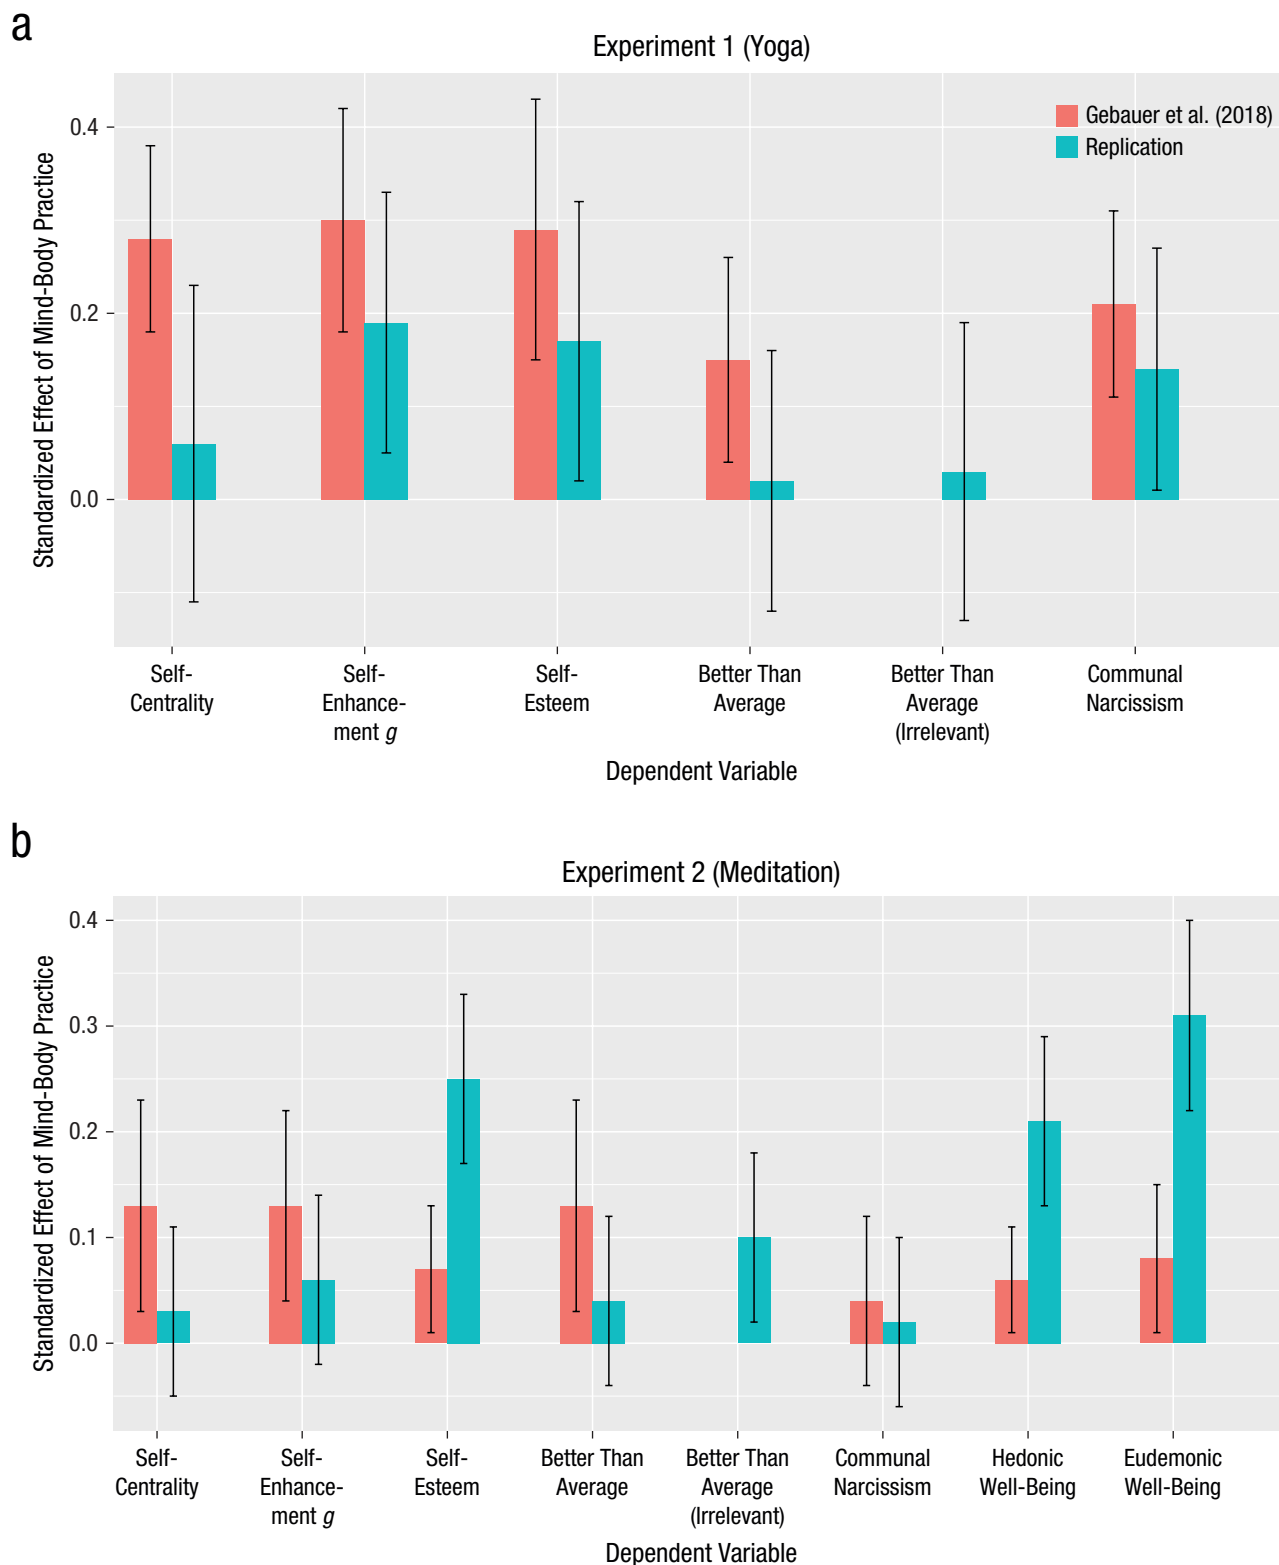 a
Experiment 1 (Yoga)
Gebauer et al. (2018)
Replication
Standardized Effect of Mind-Body Practice
0.4
0.2
0.0
Self-
Centrality
Self-
Enhance-
ment g
Self-
Esteem
Better Than
Average
Better Than
Average
(Irrelevant)
Communal
Narcissism
Dependent Variable
b
Experiment 2 (Meditation)
Standardized Effect of Mind-Body Practice
0.4
0.3
0.2
0.1
0.0
Self-
Centrality
Self-
Enhance-
ment g
Self-
Esteem
Better Than
Average
Better Than
Average
(Irrelevant)
Communal
Narcissism
Hedonic
Well-Being
Eudemonic
Well-Being
Dependent Variable